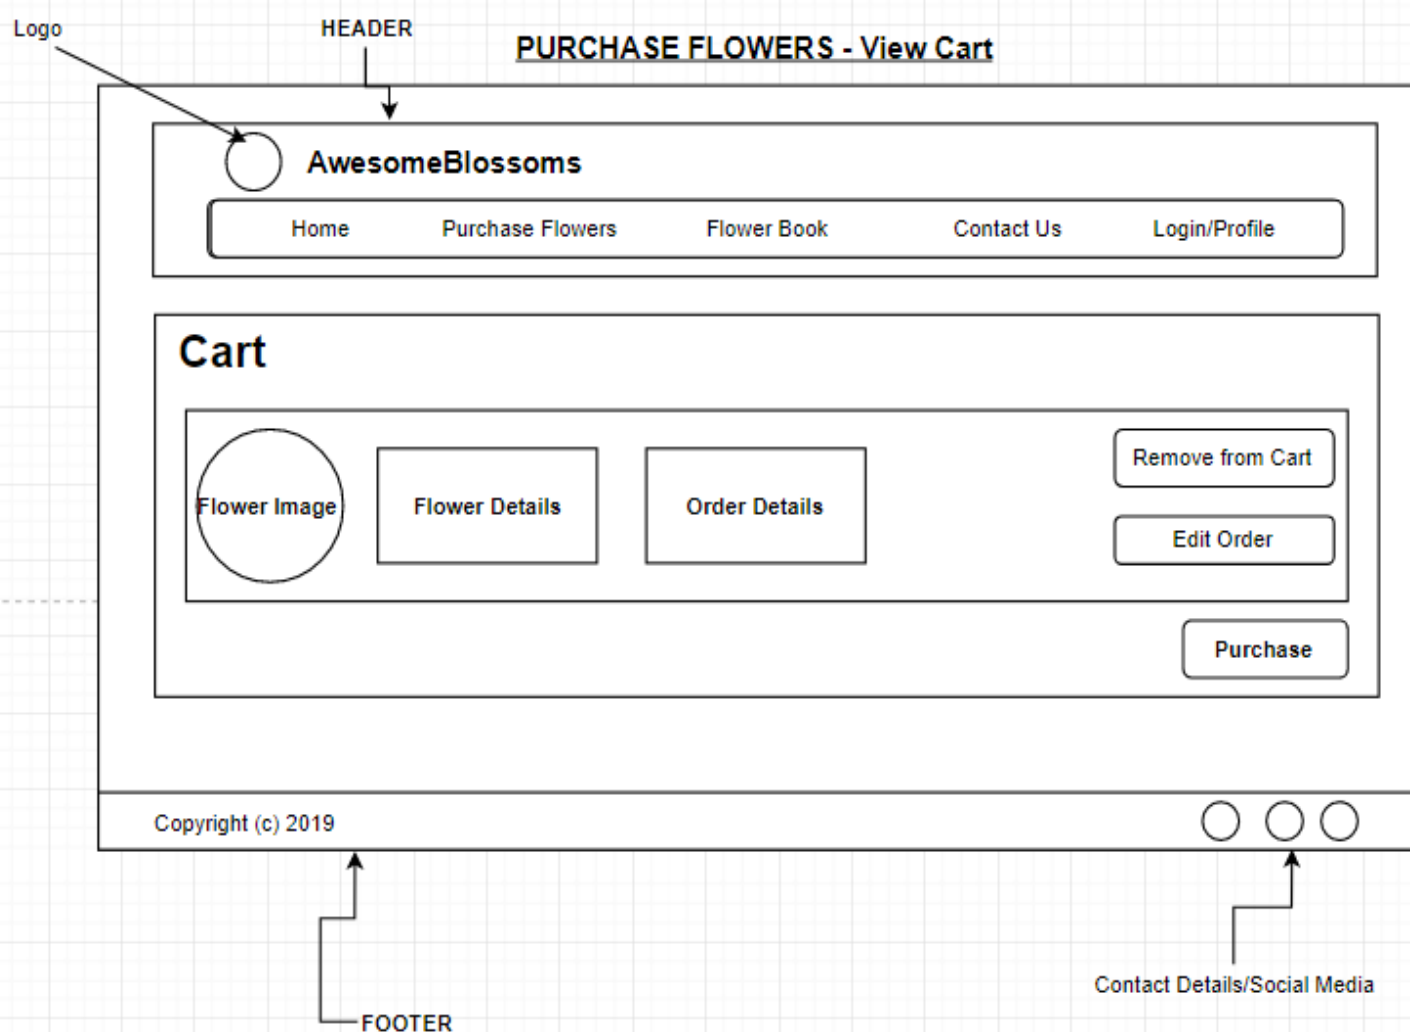 Logo
HEADER
PURCHASE FLOWERS - View Cart
AwesomeBlossoms
Home
Purchase Flowers
Flower Book
Contact Us
Login/Profile
Cart
Flower Image
Flower Details
Order Details
Remove from Cart
Edit Order
Purchase
Copyright (c) 2019
Contact Details/Social Media
FOOTER